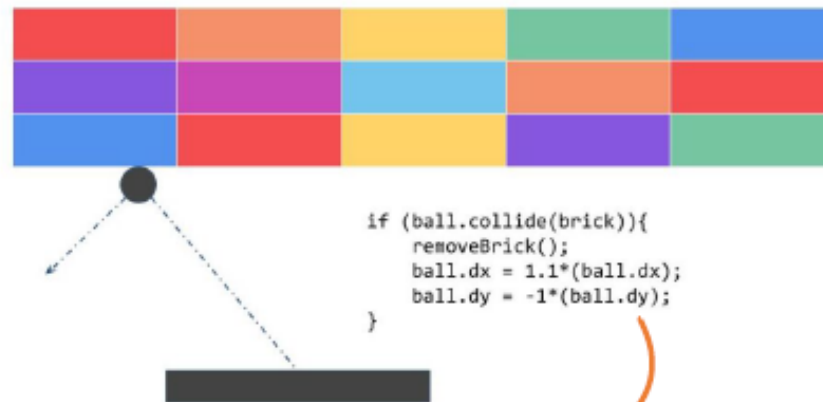 if (ball.collide(brick)){
    removeBrick();
    ball.dx = 1.1*(ball.dx);
    ball.dy = -1*(ball.dy);
}